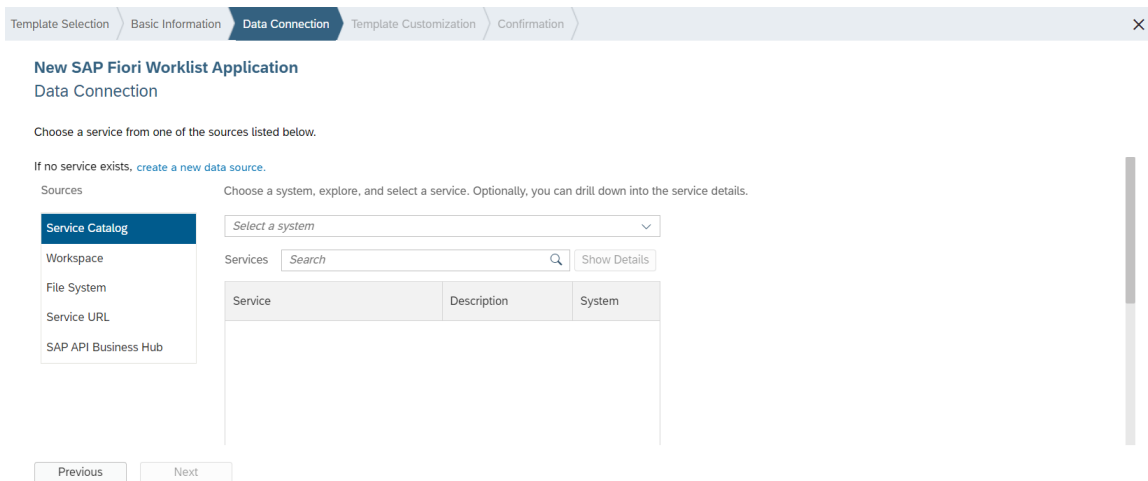 Template Selection Basic Information Data Connection Template Customization Confirmation
New SAP Fiori Worklist Application
Data Connection
Choose a service from one of the sources listed below.
If no service exists, create a new data source.
Sources
Choose a system, explore, and select a service. Optionally, you can drill down into the service details.
Service Catalog
Workspace
File System
Service URL
SAP API Business Hub
Select a system
Services Search Show Details
Service Description System
Previous Next